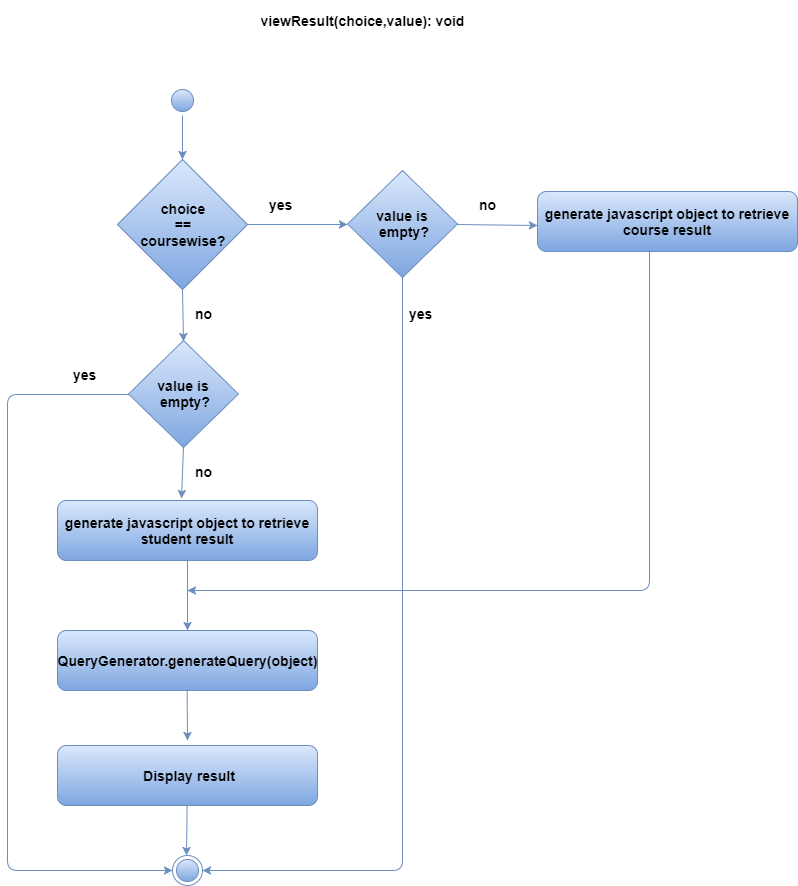 viewResult(choice,value): void
choice
==
coursewise?
yes
value is
empty?
no
generate javascript object to retrieve
course result
no
yes
yes
value is
empty?
no
generate javascript object to retrieve
student result
QueryGenerator.generateQuery(object)
Display result